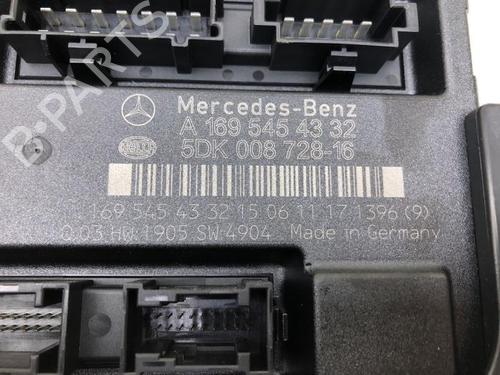 Mercedes-Benz
A 169 545 43 32
HELLA
5DK 008 728-16
169 545 43 32 15 06 11 17 1396 (9)
Q.03 HW.1905 SW.4904 Made in Germany
B-PARTS